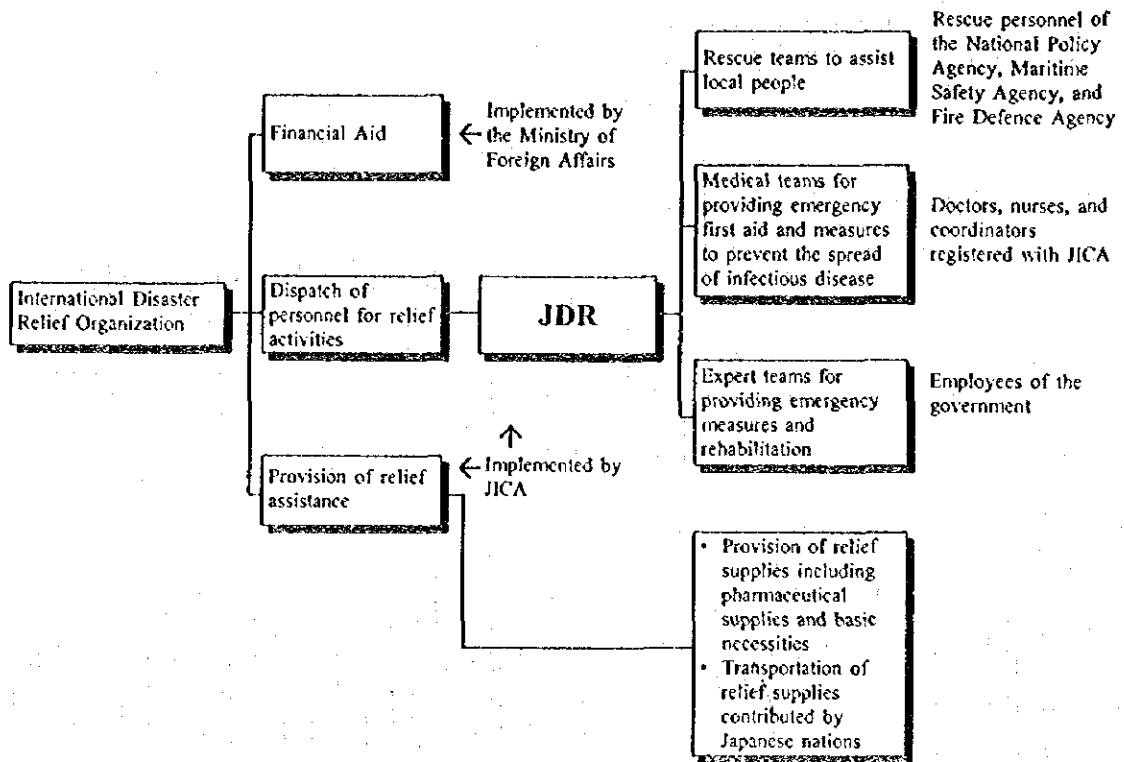 International Disaster
Relief Organization
Financial Aid
Implemented by
the Ministry of
Foreign Affairs
Dispatch of
personnel for relief
activities
JDR
Provision of relief
assistance
Implemented by
JICA
Rescue teams to assist
local people
Rescue personnel of
the National Policy
Agency, Maritime
Safety Agency, and
Fire Defence Agency
Medical teams for
providing emergency
first aid and measures
to prevent the spread
of infectious disease
Doctors, nurses, and
coordinators
registered with JICA
Expert teams for
providing emergency
measures and
rehabilitation
Employees of the
government
• Provision of relief
supplies including
pharmaceutical
supplies and basic
necessities
• Transportation of
relief supplies
contributed by
Japanese nations